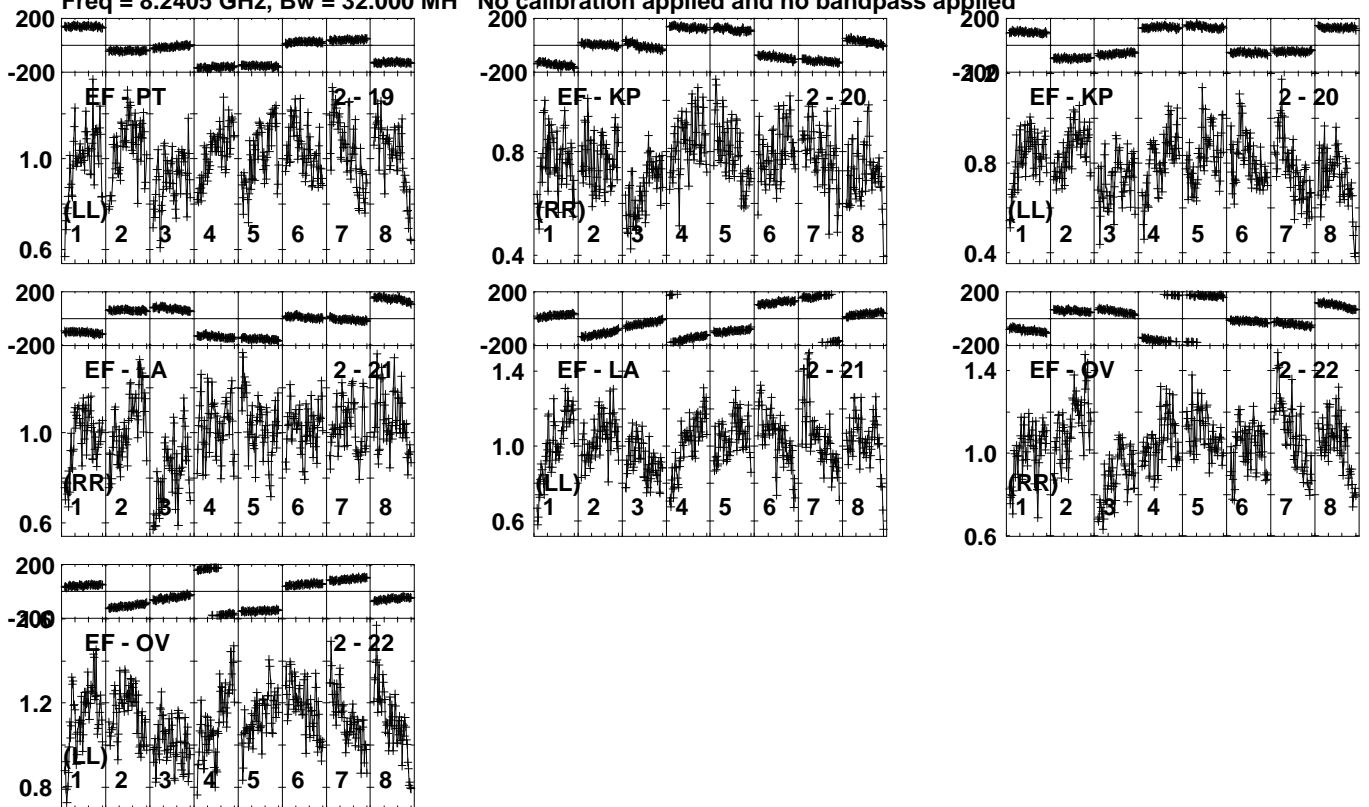 Freq = 8.2405 GHz, Bw = 32.000 MH No calibration applied and no bandpass applied
200
-200
EF - PT 2 - 19
1.0
(LL)
1 2 3 4 5 6 7 8
0.6
200
-200
EF - KP 2 - 20
0.8
(RR)
1 2 3 4 5 6 7 8
0.4
200
-200
1.2
EF - KP 2 - 20
0.8
(LL)
1 2 3 4 5 6 7 8
0.4
200
-200
EF - LA 2 - 21
1.0
(RR)
1 2 3 4 5 6 7 8
0.6
200
-200
1.4
EF - LA 2 - 21
1.0
(LL)
1 2 3 4 5 6 7 8
0.6
200
-200
1.4
EF - OV 2 - 22
1.0
(RR)
1 2 3 4 5 6 7 8
0.6
200
-200
1.6
EF - OV 2 - 22
1.2
(LL)
1 2 3 4 5 6 7 8
0.8